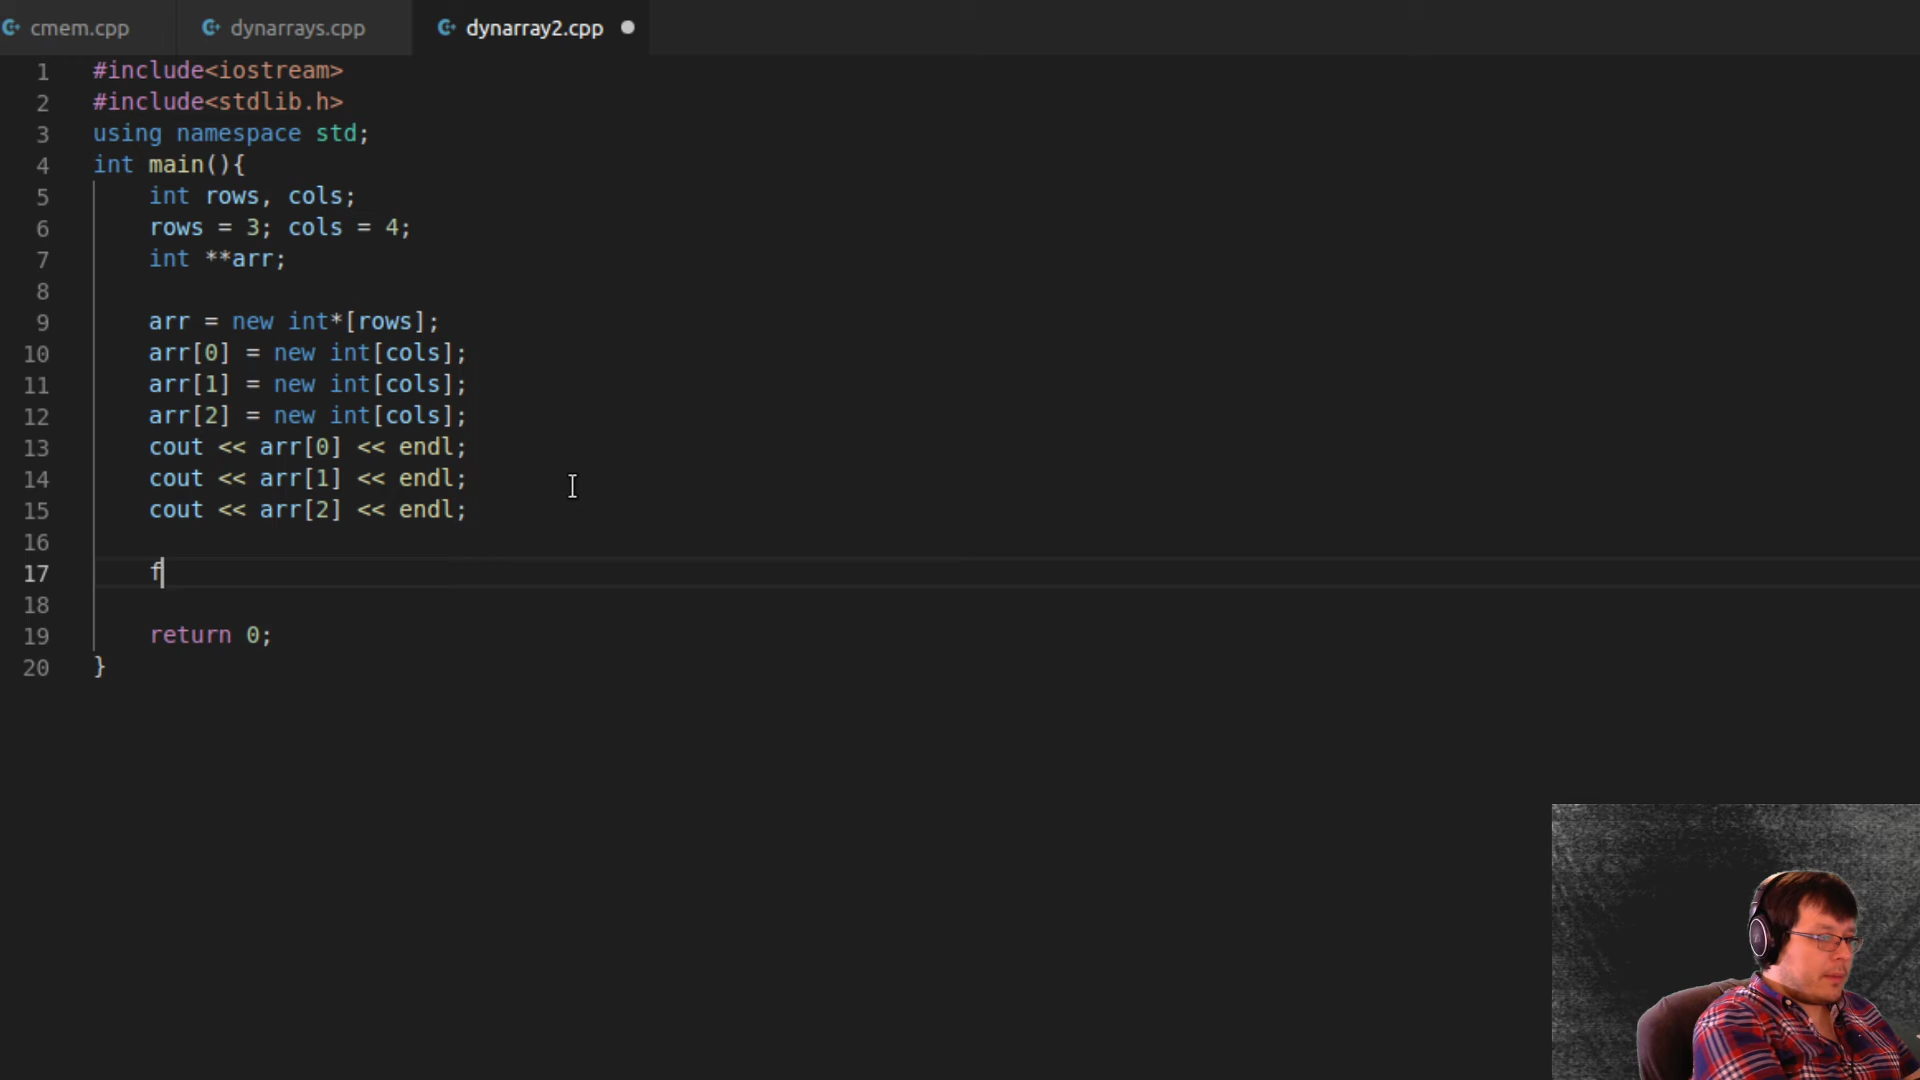 cmem.cpp dynarrays.cpp dynarray2.cpp
1 #include<iostream>
2 #include<stdlib.h>
3 using namespace std;
4 int main(){
5 int rows, cols;
6 rows = 3; cols = 4;
7 int **arr;
8
9 arr = new int*[rows];
10 arr[0] = new int[cols];
11 arr[1] = new int[cols];
12 arr[2] = new int[cols];
13 cout << arr[0] << endl;
14 cout << arr[1] << endl;
15 cout << arr[2] << endl;
16
17 f
18
19 return 0;
20 }